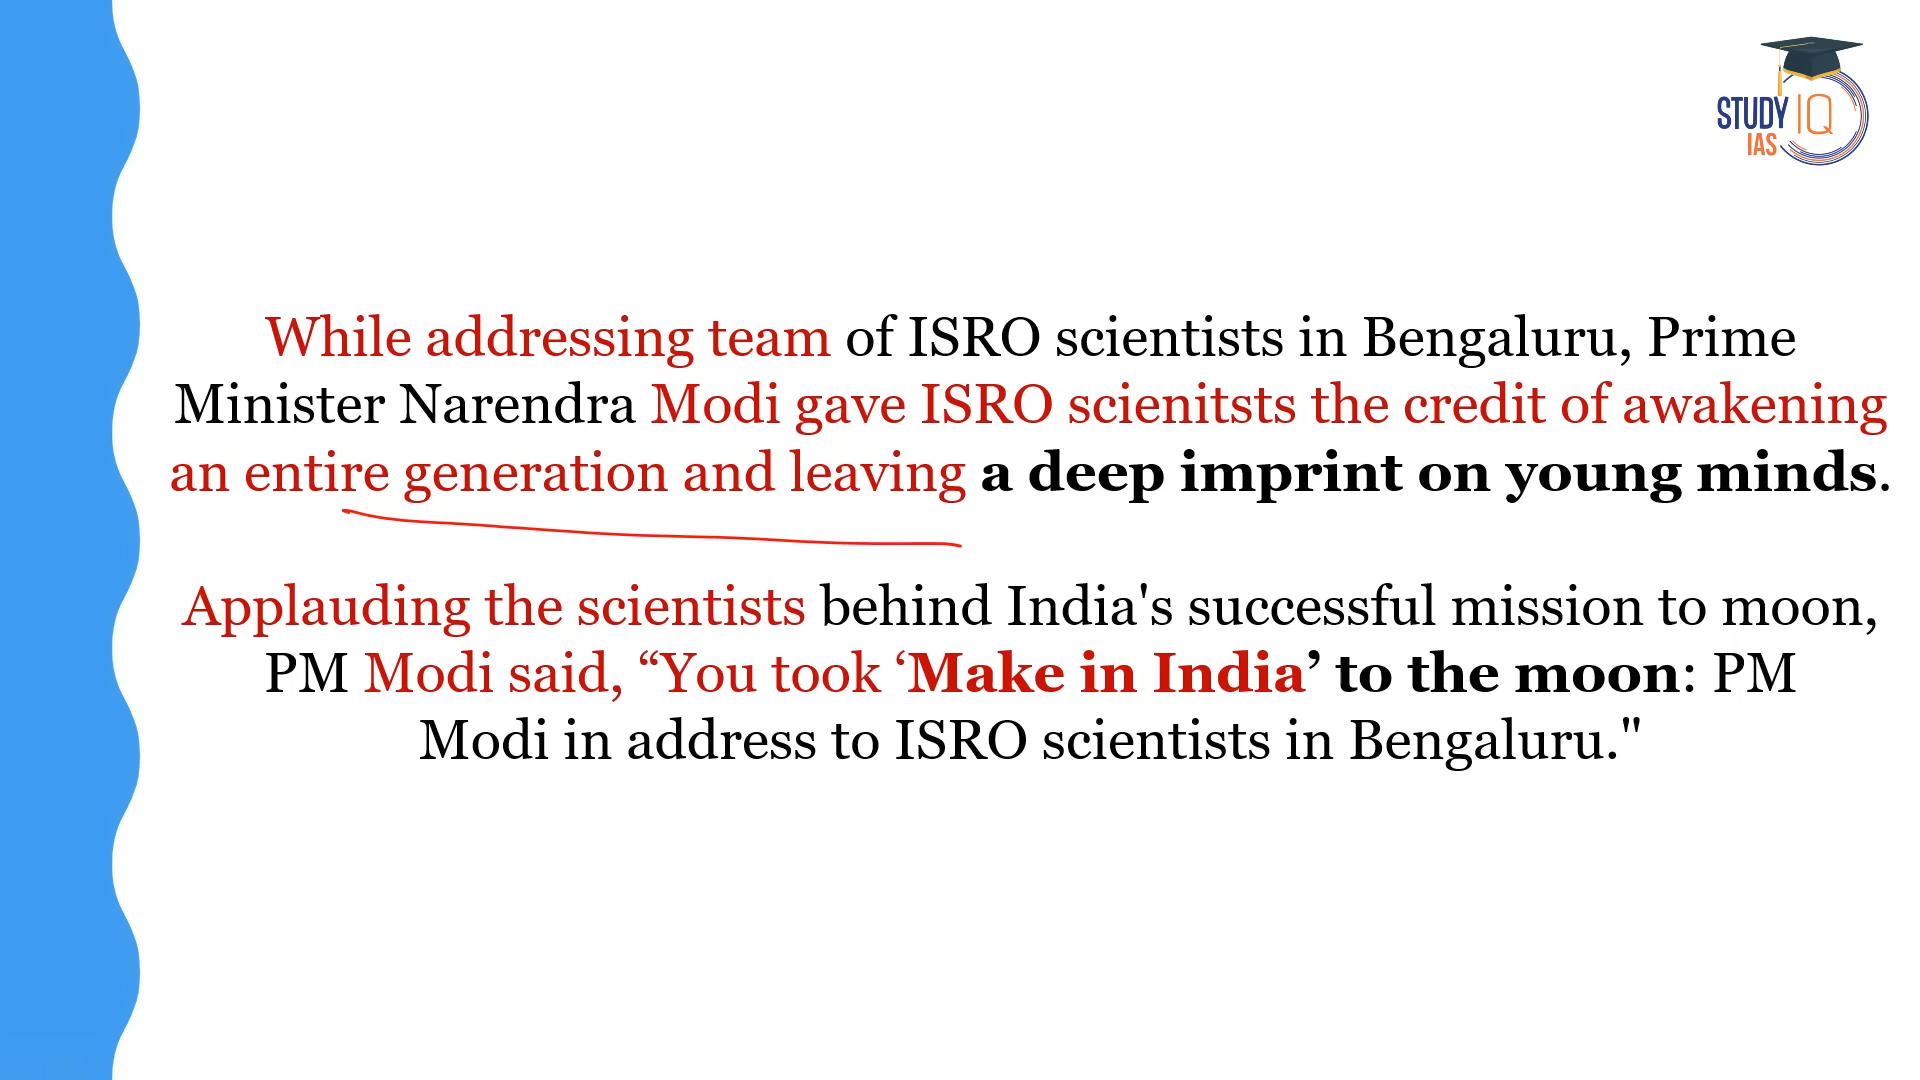 STUDY IQ
IAS
While addressing team of ISRO scientists in Bengaluru, Prime
Minister Narendra Modi gave ISRO scienitsts the credit of awakening
an entire generation and leaving a deep imprint on young minds.
Applauding the scientists behind India's successful mission to moon,
PM Modi said, “You took ‘Make in India’ to the moon: PM
Modi in address to ISRO scientists in Bengaluru."